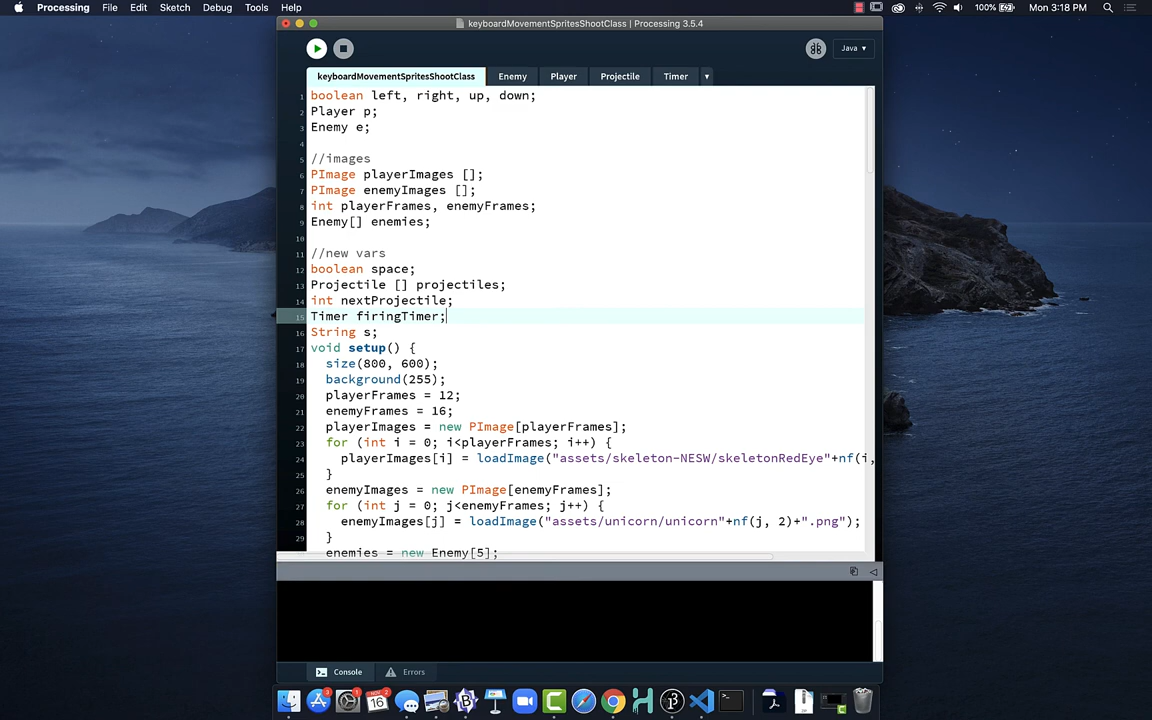 Processing File Edit Sketch Debug Tools Help 100% Mon 3:18 PM
keyboardMovementSpritesShootClass | Processing 3.5.4
Java ▾
keyboardMovementSpritesShootClass Enemy Player Projectile Timer ▾
1 boolean left, right, up, down;
2 Player p;
3 Enemy e;
4
5 //images
6 PImage playerImages [];
7 PImage enemyImages [];
8 int playerFrames, enemyFrames;
9 Enemy[] enemies;
10
11 //new vars
12 boolean space;
13 Projectile [] projectiles;
14 int nextProjectile;
15 Timer firingTimer;
16 String s;
17 void setup() {
18 size(800, 600);
19 background(255);
20 playerFrames = 12;
21 enemyFrames = 16;
22 playerImages = new PImage[playerFrames];
23 for (int i = 0; i<playerFrames; i++) {
24 playerImages[i] = loadImage("assets/skeleton-NESW/skeletonRedEye"+nf(i,
25 }
26 enemyImages = new PImage[enemyFrames];
27 for (int j = 0; j<enemyFrames; j++) {
28 enemyImages[j] = loadImage("assets/unicorn/unicorn"+nf(j, 2)+".png");
29 }
enemies = new Enemy[5];
Console Errors
NOV 2
16